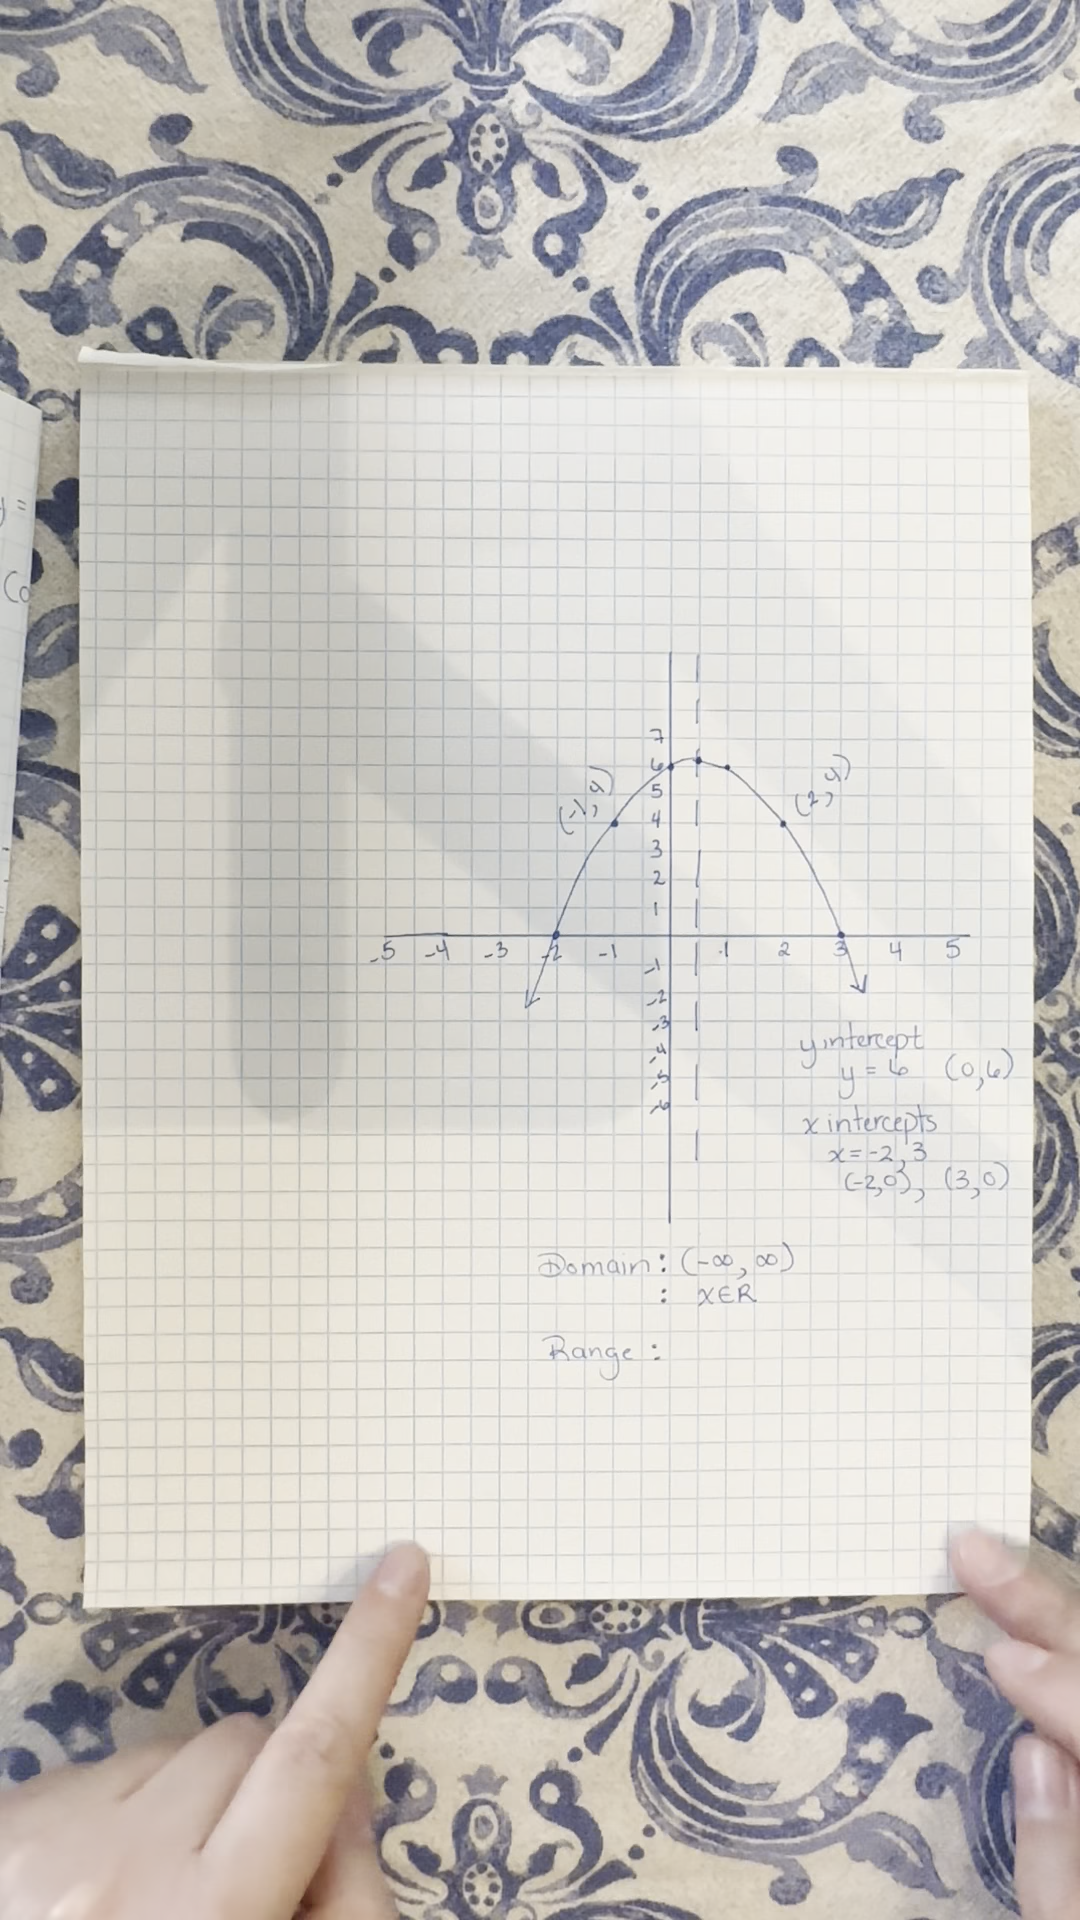 y =
(-1, 4)
(2, 4)
7
6
5
4
3
2
1
-5 -4 -3 -2 -1 1 2 3 4 5
-1
-2
-3
-4
-5
-6
y intercept
y = 6 (0,6)
x intercepts
x = -2, 3
(-2,0), (3,0)
Domain : (-∞, ∞)
: x∈R
Range :